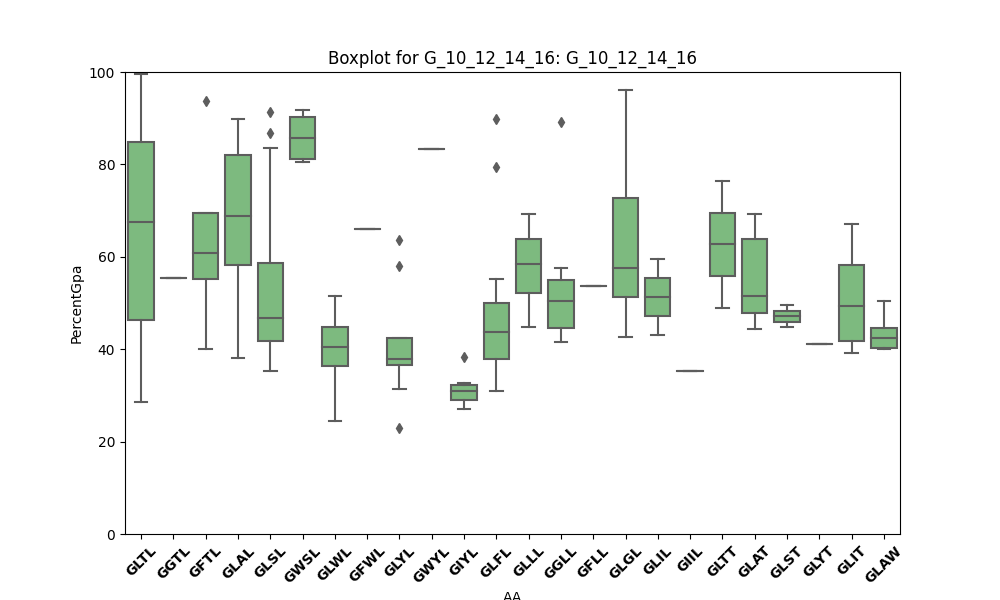 Boxplot for G_10_12_14_16: G_10_12_14_16
100
80
60
40
20
0
PercentGpa
GLTL GGTL GFTL GLAL GLSL GWSL GLWL GFWL GLYL GWYL GIYL GLFL GLLL GGLL GFLL GLGL GLIL GIIL GLTT GLAT GLST GLYT GLIT GLAW
AA